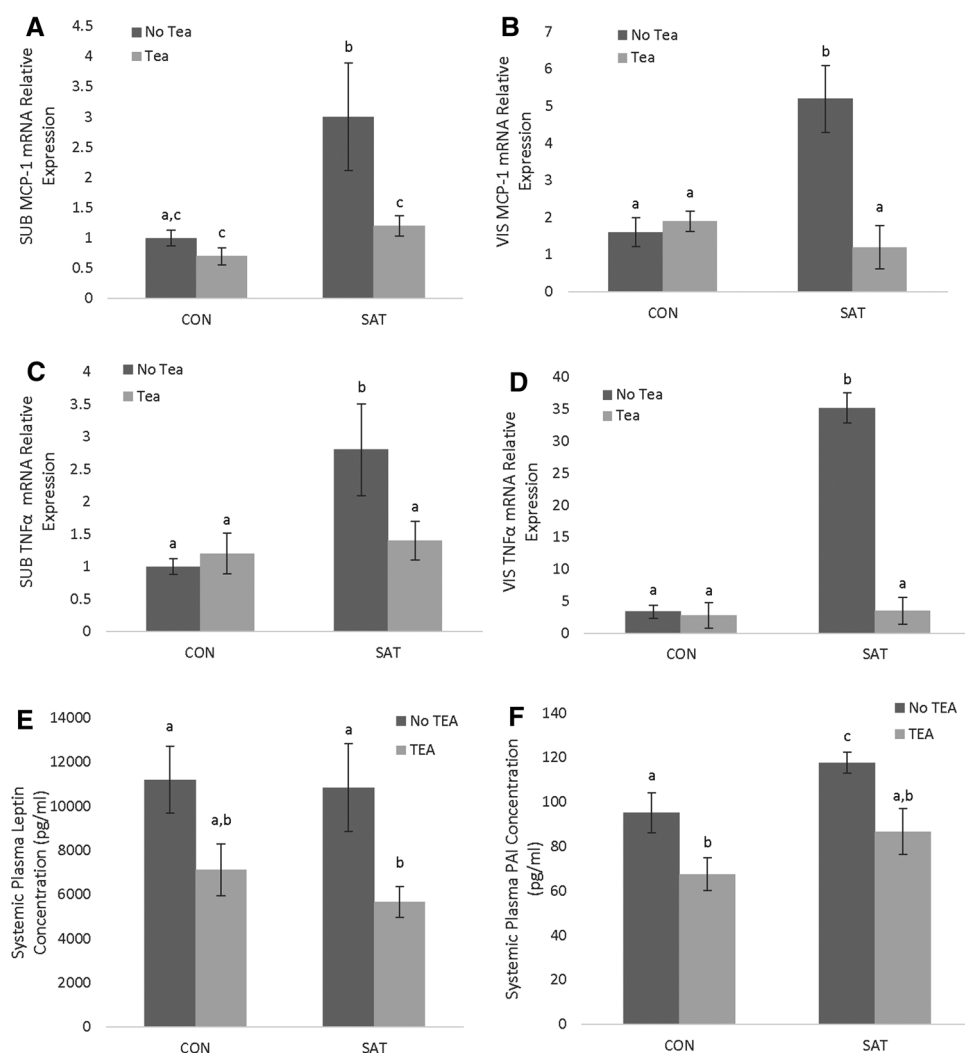 A
SUB MCP-1 mRNA Relative
Expression
4.5
4
3.5
3
2.5
2
1.5
1
0.5
0
No Tea
Tea
a,c
c
b
c
CON
SAT
B
VIS MCP-1 mRNA Relative
Expression
7
6
5
4
3
2
1
0
No Tea
Tea
a
a
b
a
CON
SAT
C
SUB TNFα mRNA Relative
Expression
4
3.5
3
2.5
2
1.5
1
0.5
0
No Tea
Tea
a
a
b
a
CON
SAT
D
VIS TNFα mRNA Relative
Expression
40
35
30
25
20
15
10
5
0
No Tea
Tea
a
a
b
a
CON
SAT
E
Systemic Plasma Leptin
Concentration (pg/ml)
14000
12000
10000
8000
6000
4000
2000
0
No TEA
TEA
a
a,b
a
b
CON
SAT
F
Systemic Plasma PAI Concentration
(pg/ml)
140
120
100
80
60
40
20
0
No TEA
TEA
a
b
c
a,b
CON
SAT